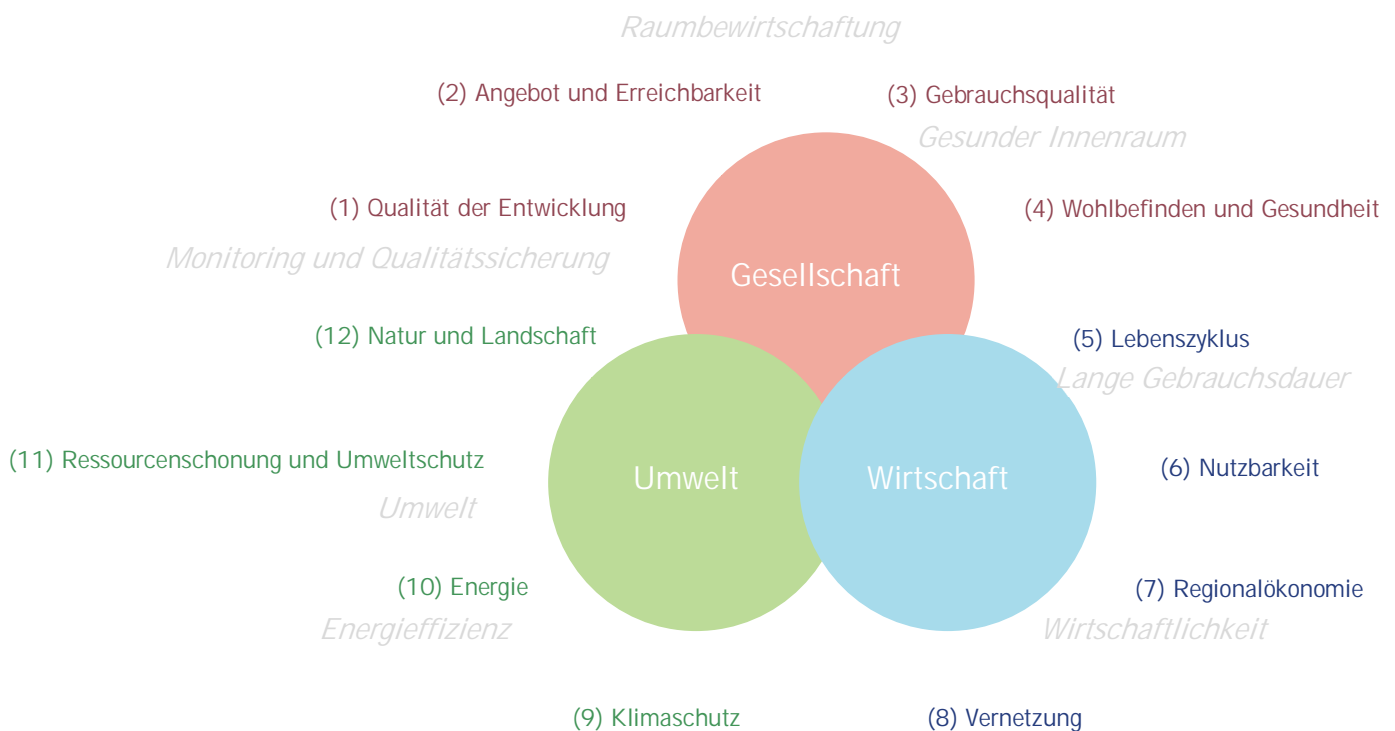 Raumbewirtschaftung
(2) Angebot und Erreichbarkeit
(3) Gebrauchsqualität
Gesunder Innenraum
(1) Qualität der Entwicklung
(4) Wohlbefinden und Gesundheit
Monitoring und Qualitätssicherung
Gesellschaft
(12) Natur und Landschaft
(5) Lebenszyklus
Lange Gebrauchsdauer
(11) Ressourcenschonung und Umweltschutz
Umwelt
Wirtschaft
(6) Nutzbarkeit
Umwelt
(10) Energie
(7) Regionalökonomie
Energieffizienz
Wirtschaftlichkeit
(9) Klimaschutz
(8) Vernetzung